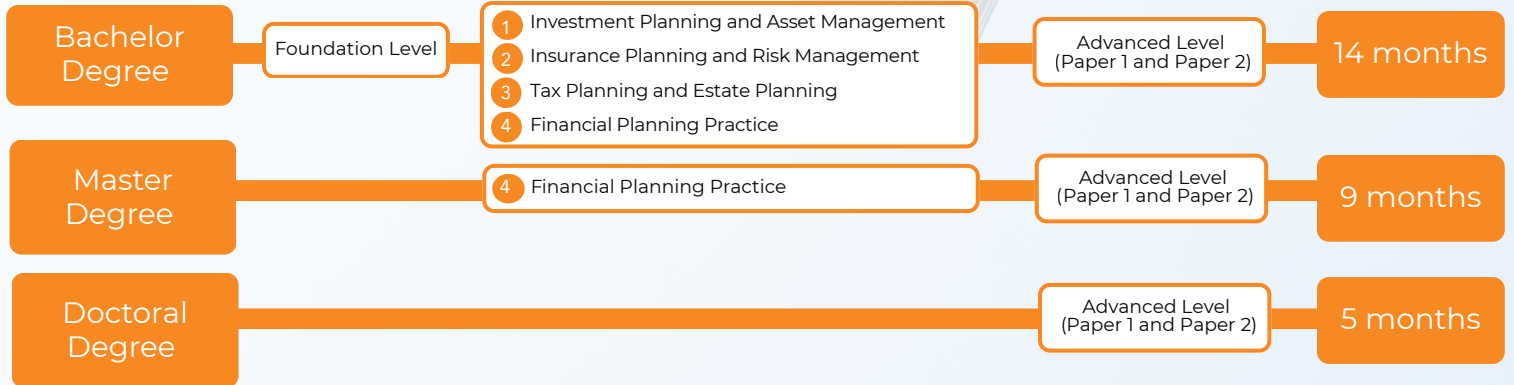 Bachelor
Degree
Foundation Level
1 Investment Planning and Asset Management
2 Insurance Planning and Risk Management
3 Tax Planning and Estate Planning
4 Financial Planning Practice
Advanced Level
(Paper 1 and Paper 2)
14 months
Master
Degree
4 Financial Planning Practice
Advanced Level
(Paper 1 and Paper 2)
9 months
Doctoral
Degree
Advanced Level
(Paper 1 and Paper 2)
5 months